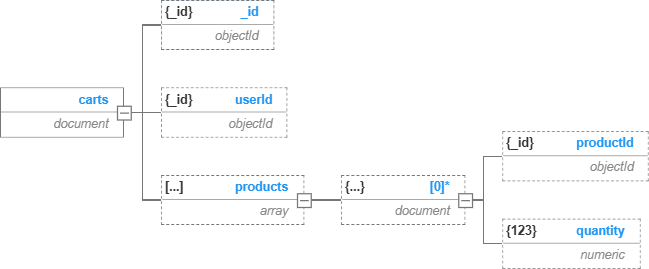 {_id} _id
objectId
carts
document
{_id} userId
objectId
[...] products
array
{...} [0]*
document
{_id} productId
objectId
{123} quantity
numeric